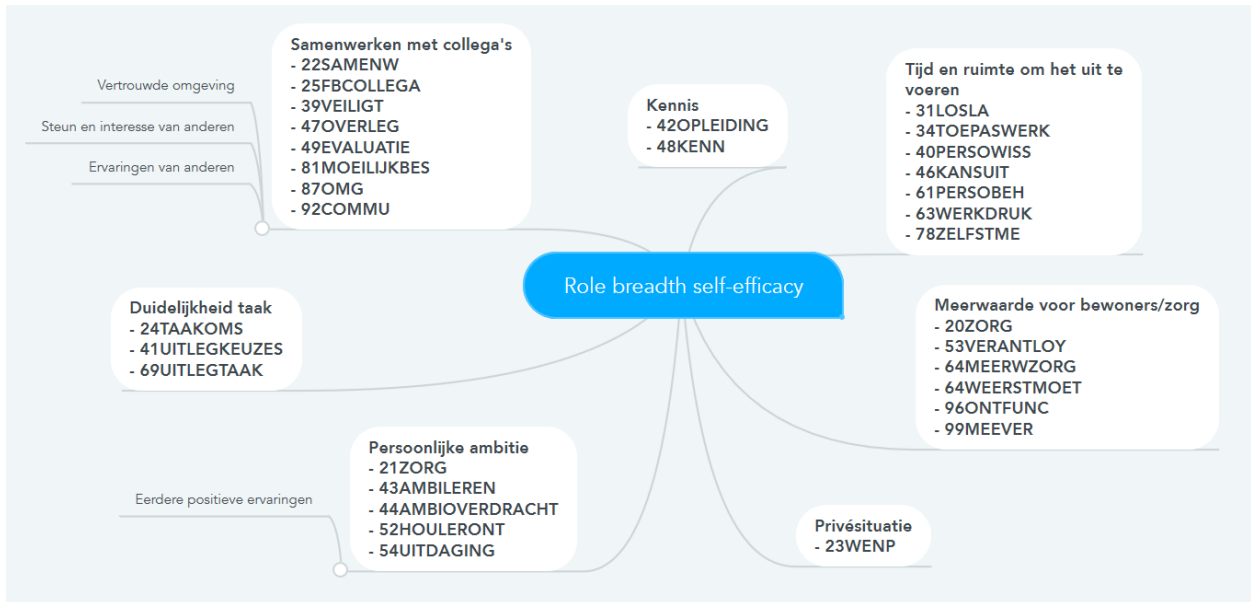 Samenwerken met collega's
- 22SAMENW
- 25FBCOLLEGA
- 39VEILIGT
- 47OVERLEG
- 49EVALUATIE
- 81MOEILIJKBES
- 87OMG
- 92COMMU
Vertrouwde omgeving
Steun en interesse van anderen
Ervaringen van anderen
Kennis
- 42OPLEIDING
- 48KENN
Tijd en ruimte om het uit te
voeren
- 31LOSLA
- 34TOEPASWERK
- 40PERSOWISS
- 46KANSUIT
- 61PERSOBEH
- 63WERKDRUK
- 78ZELFSTME
Role breadth self-efficacy
Duidelijkheid taak
- 24TAAKOMS
- 41UITLEGKEUZES
- 69UITLEGTAAK
Meerwaarde voor bewoners/zorg
- 20ZORG
- 53VERANTLOY
- 64MEERWZORG
- 64WEERSTMOET
- 96ONTFUNC
- 99MEEVER
Persoonlijke ambitie
- 21ZORG
- 43AMBILEREN
- 44AMBIOVERDRACHT
- 52HOULERONT
- 54UITDAGING
Eerdere positieve ervaringen
Privésituatie
- 23WENP